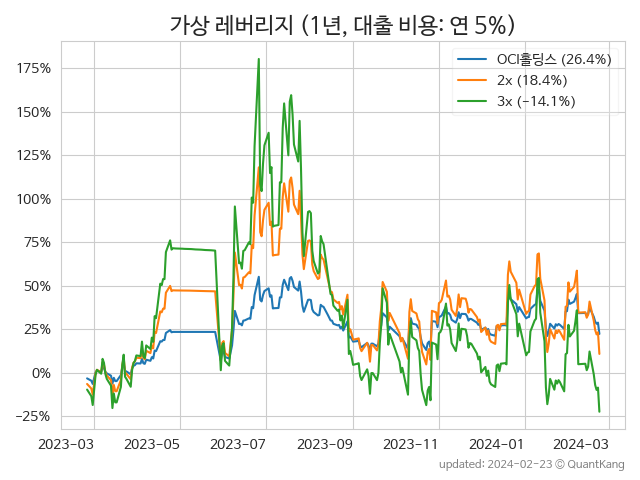 가상 레버리지 (1년, 대출 비용: 연 5%)
OCI홀딩스 (26.4%)
2x (18.4%)
3x (−14.1%)
175%
150%
125%
100%
75%
50%
25%
0%
−25%
2023-03 2023-05 2023-07 2023-09 2023-11 2024-01 2024-03
updated: 2024-02-23 © QuantKang